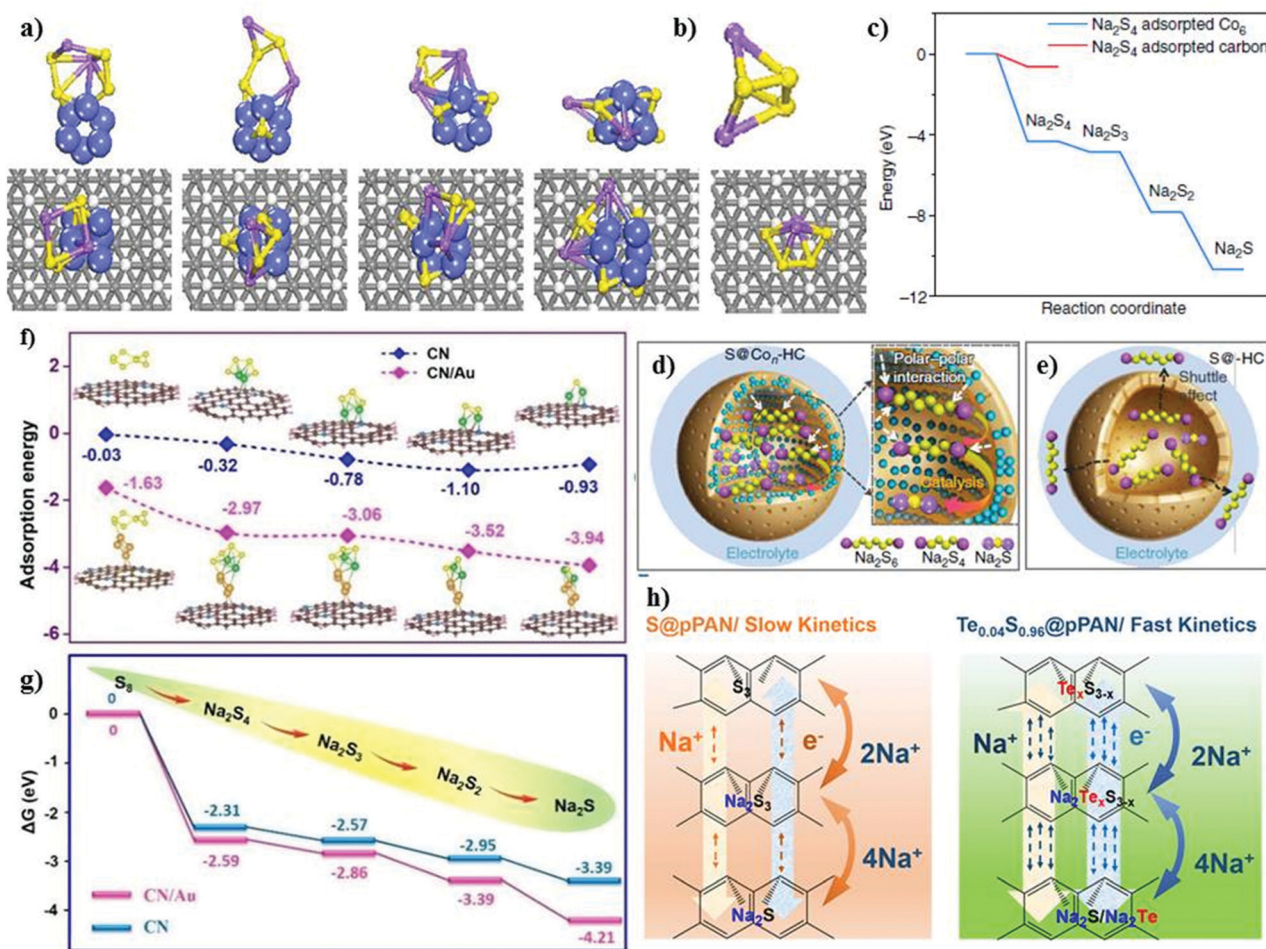 a)
b)
c)
Na₂S₄ adsorpted Co₆
Na₂S₄ adsorpted carbon
0
−4
−8
−12
Energy (eV)
Na₂S₄
Na₂S₃
Na₂S₂
Na₂S
Reaction coordinate
f)
CN
CN/Au
2
0
-2
-4
-6
Adsorption energy
-0.03
-0.32
-0.78
-1.10
-0.93
-1.63
-2.97
-3.06
-3.52
-3.94
d)
S@Coₙ-HC
Polar–polar
interaction
Catalysis
Electrolyte
Na₂S₆
Na₂S₄
Na₂S
e)
S@-HC
Shuttle
effect
Electrolyte
g)
S₈
Na₂S₄
Na₂S₃
Na₂S₂
Na₂S
0
0
0
-1
-2
-3
-4
ΔG (eV)
-2.31
-2.57
-2.95
-3.39
-2.59
-2.86
-3.39
-4.21
CN/Au
CN
h)
S@pPAN/ Slow Kinetics
S₃
Na⁺
e⁻
2Na⁺
Na₂S₃
4Na⁺
Na₂S
Te₀.₀₄S₀.₉₆@pPAN/ Fast Kinetics
TeₓS₃₋ₓ
Na⁺
e⁻
2Na⁺
Na₂TeₓS₃₋ₓ
4Na⁺
Na₂S/Na₂Te